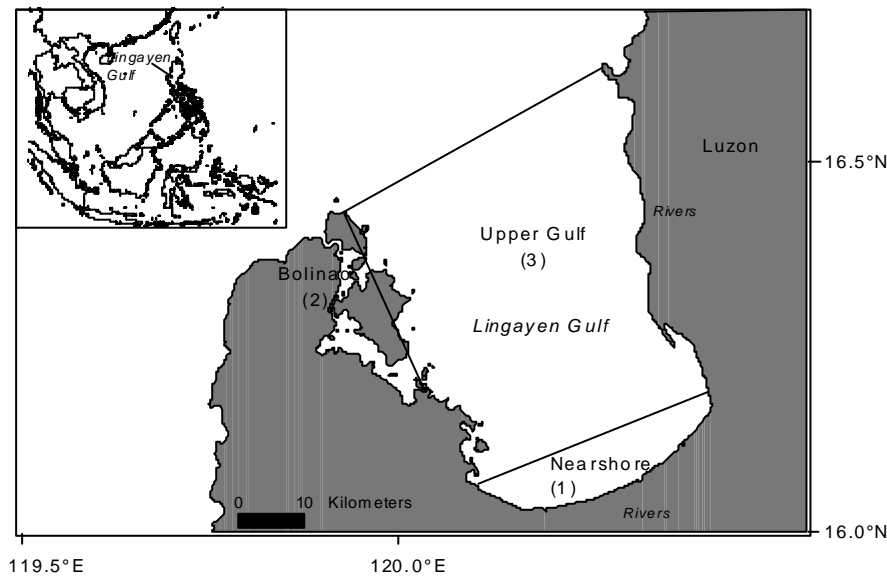 Lingayen
Gulf
Luzon
16.5°N
Rivers
Upper Gulf
(3)
Bolinao
(2)
Lingayen Gulf
Nearshore
(1)
0 10 Kilometers
Rivers
16.0°N
119.5°E 120.0°E